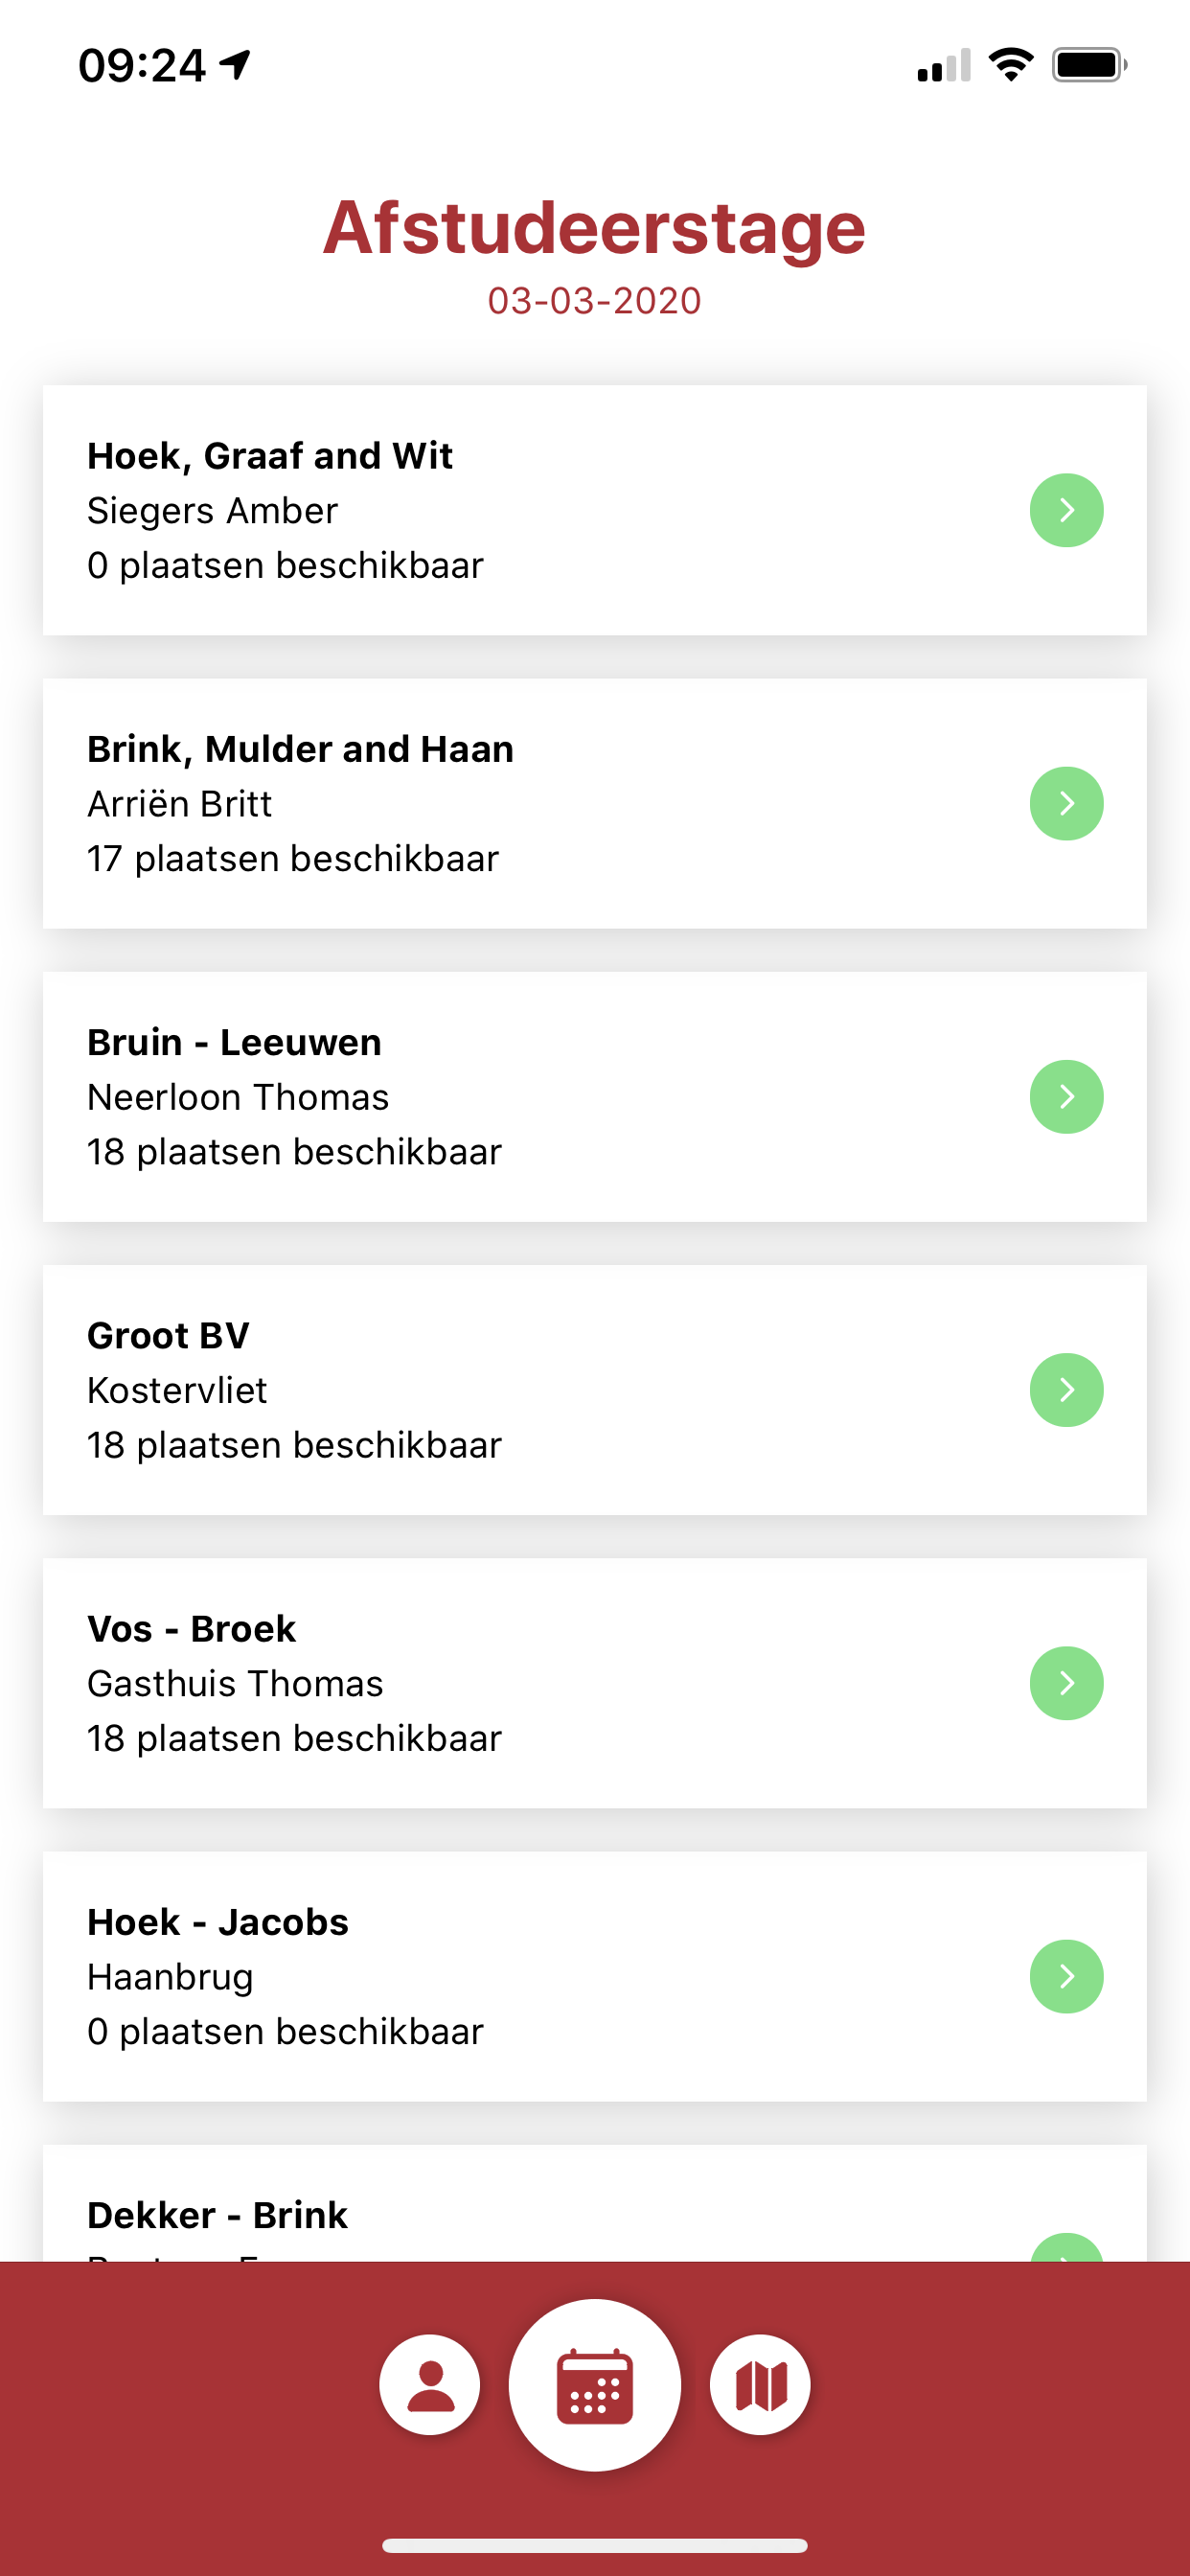 09:24
Afstudeerstage
03-03-2020
Hoek, Graaf and Wit
Siegers Amber
0 plaatsen beschikbaar
Brink, Mulder and Haan
Arriën Britt
17 plaatsen beschikbaar
Bruin - Leeuwen
Neerloon Thomas
18 plaatsen beschikbaar
Groot BV
Kostervliet
18 plaatsen beschikbaar
Vos - Broek
Gasthuis Thomas
18 plaatsen beschikbaar
Hoek - Jacobs
Haanbrug
0 plaatsen beschikbaar
Dekker - Brink